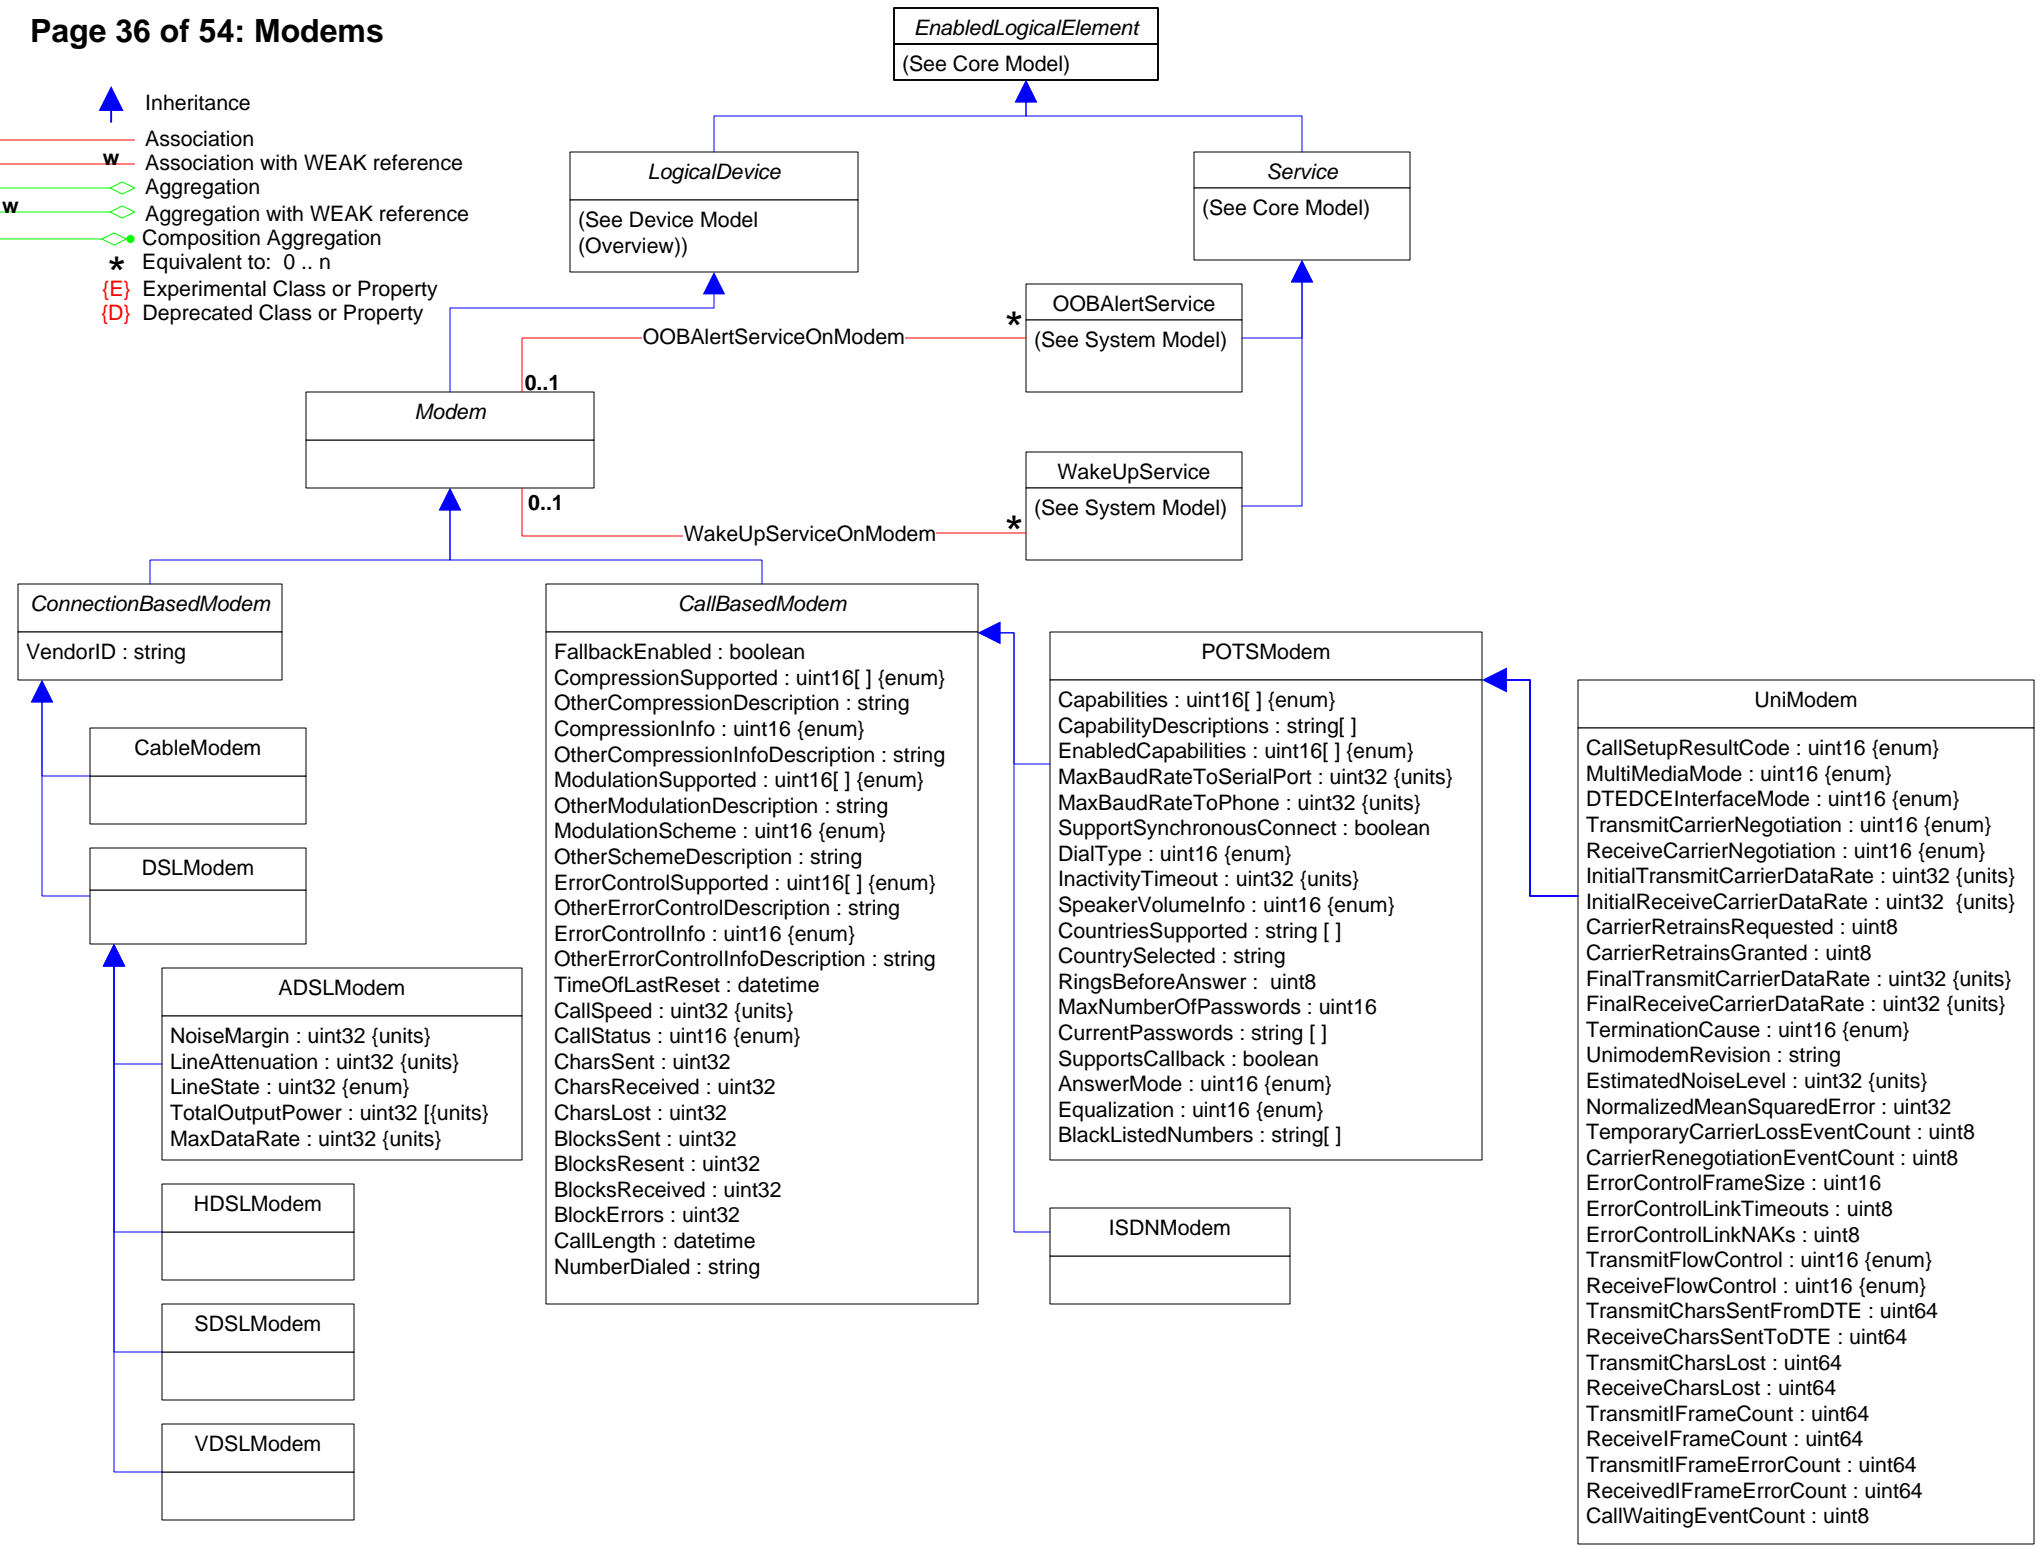 Page 36 of 54: Modems
Inheritance
Association
w
Association with WEAK reference
Aggregation
w
Aggregation with WEAK reference
Composition Aggregation
* Equivalent to: 0 .. n
{E} Experimental Class or Property
{D} Deprecated Class or Property
EnabledLogicalElement
(See Core Model)
LogicalDevice
(See Device Model
(Overview))
Service
(See Core Model)
OOBAlertService
(See System Model)
*
OOBAlertServiceOnModem
0..1
Modem
WakeUpService
(See System Model)
0..1
*
WakeUpServiceOnModem
ConnectionBasedModem
VendorID : string
CableModem
DSLModem
ADSLModem
NoiseMargin : uint32 {units}
LineAttenuation : uint32 {units}
LineState : uint32 {enum}
TotalOutputPower : uint32 [{units}
MaxDataRate : uint32 {units}
HDSLModem
SDSLModem
VDSLModem
CallBasedModem
FallbackEnabled : boolean
CompressionSupported : uint16[ ] {enum}
OtherCompressionDescription : string
CompressionInfo : uint16 {enum}
OtherCompressionInfoDescription : string
ModulationSupported : uint16[ ] {enum}
OtherModulationDescription : string
ModulationScheme : uint16 {enum}
OtherSchemeDescription : string
ErrorControlSupported : uint16[ ] {enum}
OtherErrorControlDescription : string
ErrorControlInfo : uint16 {enum}
OtherErrorControlInfoDescription : string
TimeOfLastReset : datetime
CallSpeed : uint32 {units}
CallStatus : uint16 {enum}
CharsSent : uint32
CharsReceived : uint32
CharsLost : uint32
BlocksSent : uint32
BlocksResent : uint32
BlocksReceived : uint32
BlockErrors : uint32
CallLength : datetime
NumberDialed : string
POTSModem
Capabilities : uint16[ ] {enum}
CapabilityDescriptions : string[ ]
EnabledCapabilities : uint16[ ] {enum}
MaxBaudRateToSerialPort : uint32 {units}
MaxBaudRateToPhone : uint32 {units}
SupportSynchronousConnect : boolean
DialType : uint16 {enum}
InactivityTimeout : uint32 {units}
SpeakerVolumeInfo : uint16 {enum}
CountriesSupported : string [ ]
CountrySelected : string
RingsBeforeAnswer : uint8
MaxNumberOfPasswords : uint16
CurrentPasswords : string [ ]
SupportsCallback : boolean
AnswerMode : uint16 {enum}
Equalization : uint16 {enum}
BlackListedNumbers : string[ ]
ISDNModem
UniModem
CallSetupResultCode : uint16 {enum}
MultiMediaMode : uint16 {enum}
DTEDCEInterfaceMode : uint16 {enum}
TransmitCarrierNegotiation : uint16 {enum}
ReceiveCarrierNegotiation : uint16 {enum}
InitialTransmitCarrierDataRate : uint32 {units}
InitialReceiveCarrierDataRate : uint32 {units}
CarrierRetrainsRequested : uint8
CarrierRetrainsGranted : uint8
FinalTransmitCarrierDataRate : uint32 {units}
FinalReceiveCarrierDataRate : uint32 {units}
TerminationCause : uint16 {enum}
UnimodemRevision : string
EstimatedNoiseLevel : uint32 {units}
NormalizedMeanSquaredError : uint32
TemporaryCarrierLossEventCount : uint8
CarrierRenegotiationEventCount : uint8
ErrorControlFrameSize : uint16
ErrorControlLinkTimeouts : uint8
ErrorControlLinkNAKs : uint8
TransmitFlowControl : uint16 {enum}
ReceiveFlowControl : uint16 {enum}
TransmitCharsSentFromDTE : uint64
ReceiveCharsSentToDTE : uint64
TransmitCharsLost : uint64
ReceiveCharsLost : uint64
TransmitIFrameCount : uint64
ReceiveIFrameCount : uint64
TransmitIFrameErrorCount : uint64
ReceivedIFrameErrorCount : uint64
CallWaitingEventCount : uint8